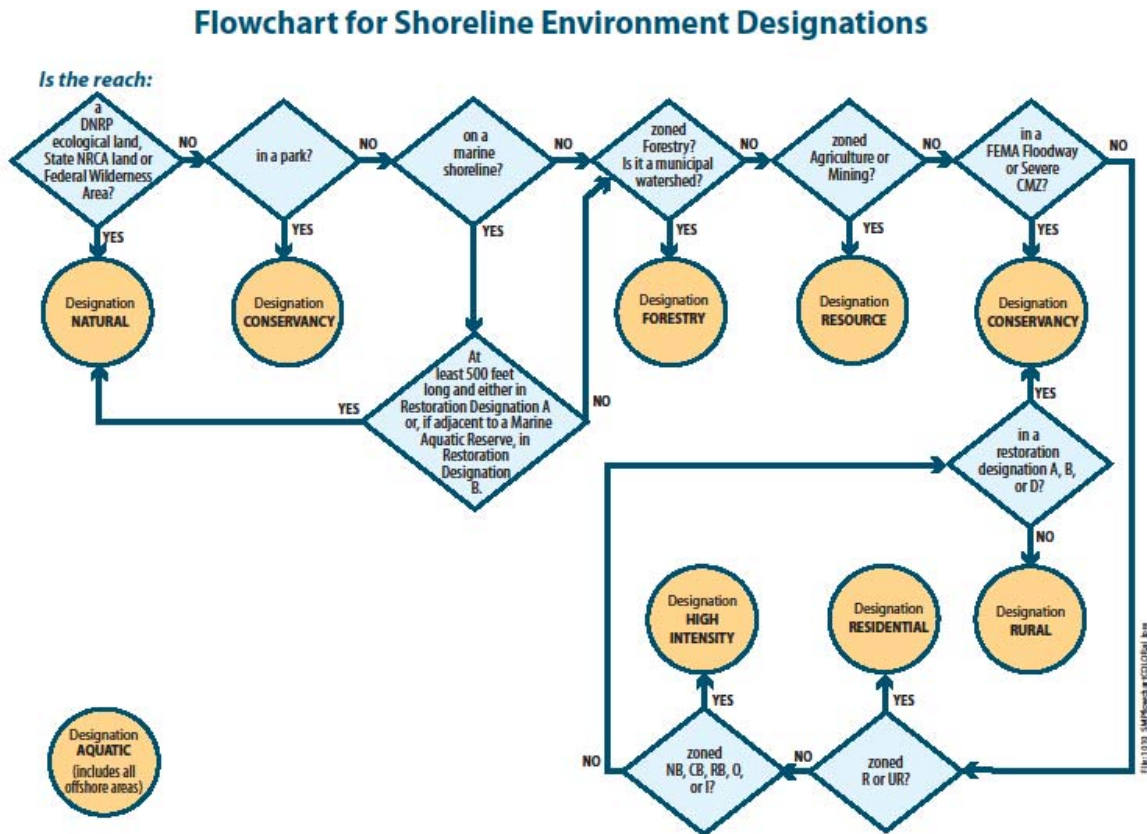 Flowchart for Shoreline Environment Designations
Is the reach:
a
DNRP
ecological land,
State NRCA land or
Federal Wilderness
Area?
NO
YES
in a park?
NO
YES
on a
marine
shoreline?
NO
YES
zoned
Forestry?
Is it a municipal
watershed?
NO
YES
zoned
Agriculture or
Mining?
NO
YES
in a
FEMA Floodway
or Severe
CMZ?
NO
YES
Designation
NATURAL
Designation
CONSERVANCY
Designation
FORESTRY
Designation
RESOURCE
Designation
CONSERVANCY
At
least 500 feet
long and either in
Restoration Designation A
or, if adjacent to a Marine
Aquatic Reserve, in
Restoration
Designation
B.
YES
NO
YES
in a
restoration
designation A, B,
or D?
NO
Designation
HIGH
INTENSITY
Designation
RESIDENTIAL
Designation
RURAL
YES
YES
Designation
AQUATIC
(includes all
offshore areas)
NO
zoned
NB, CB, RB, O,
or I?
NO
zoned
R or UR?